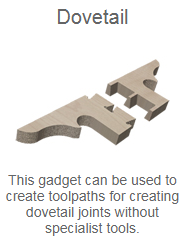 Dovetail
This gadget can be used to
create toolpaths for creating
dovetail joints without
specialist tools.